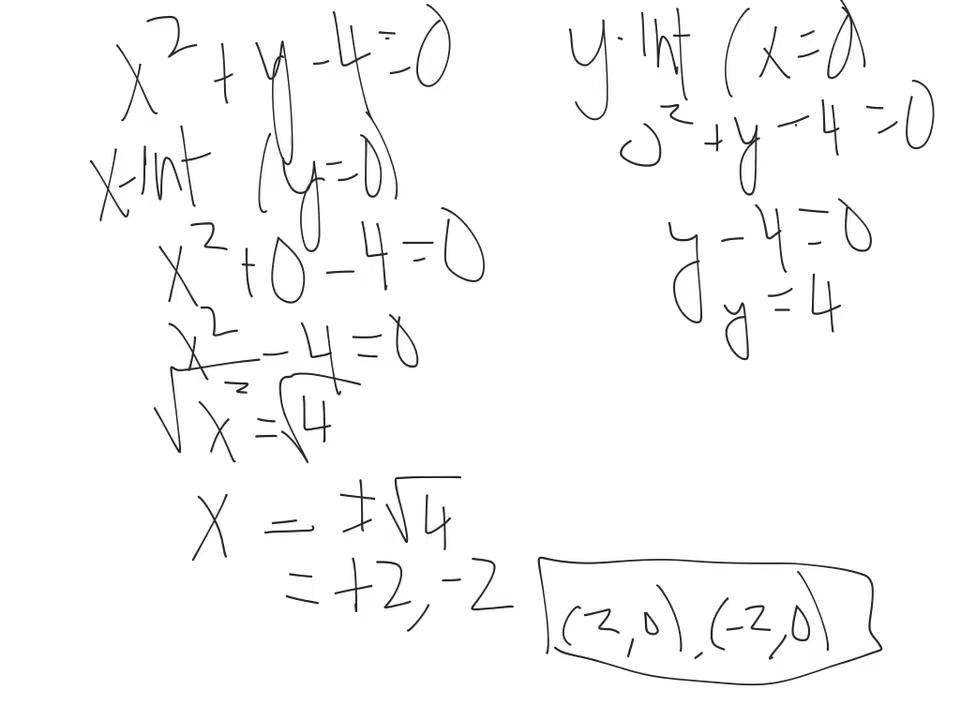 x² + y - 4 = 0
x-int (y = 0)
x² + 0 - 4 = 0
x² - 4 = 0
√x² = √4
x = ±√4
= +2, -2
(2, 0), (-2, 0)
y-int (x = 0)
0² + y - 4 = 0
y - 4 = 0
y = 4